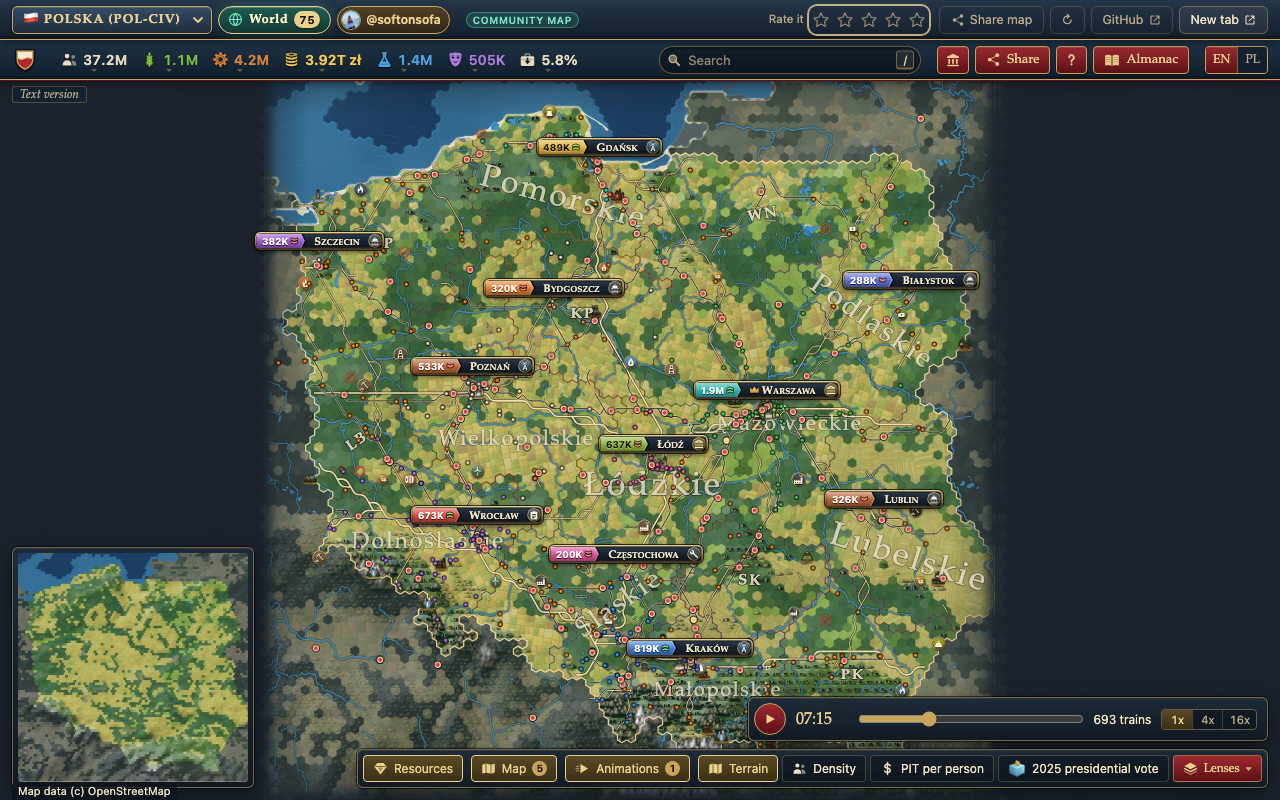 POLSKA (POL-CIV)
World 75
@softonsofa
COMMUNITY MAP
Rate it
Share map
GitHub
New tab
37.2M
1.1M
4.2M
3.92T zł
1.4M
505K
5.8%
Search /
Share
?
Almanac
EN PL
Text version
489K GDAŃSK
Pomorskie
WN
382K SZCZECIN
P
320K BYDGOSZCZ
288K BIAŁYSTOK
Podlaskie
KP
533K POZNAŃ
1.9M WARSZAWA
Mazowieckie
LB
Wielkopolskie
637K ŁÓDŹ
Łódzkie
326K LUBLIN
673K WROCŁAW
Dolnośląskie
Lubelskie
200K CZĘSTOCHOWA
SK
Śląskie
819K KRAKÓW
PK
Małopolskie
07:15
693 trains
1x 4x 16x
Resources
Map 5
Animations 1
Terrain
Density
$ PIT per person
2025 presidential vote
Lenses
Map data (c) OpenStreetMap